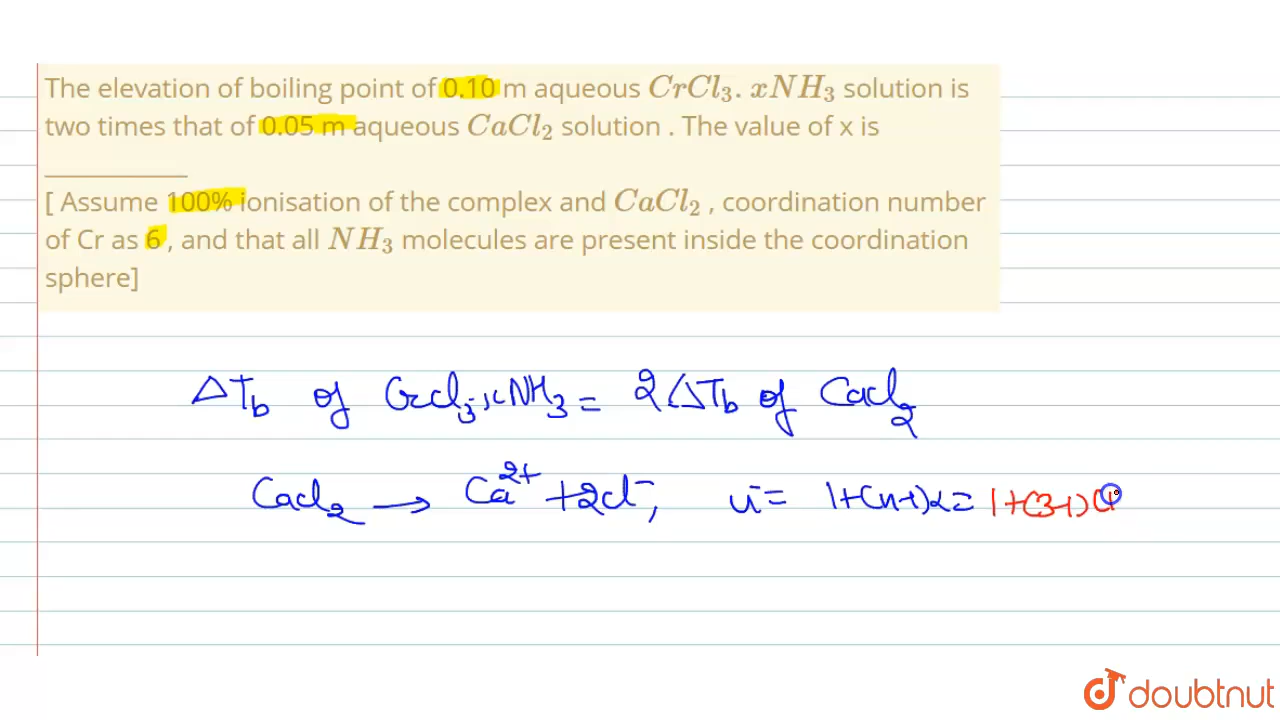 The elevation of boiling point of 0.10 m aqueous CrCl₃. xNH₃ solution is
two times that of 0.05 m aqueous CaCl₂ solution . The value of x is
____________
[ Assume 100% ionisation of the complex and CaCl₂ , coordination number
of Cr as 6 , and that all NH₃ molecules are present inside the coordination
sphere]
ΔTb of CrCl₃.xNH₃ = 2ΔTb of CaCl₂
CaCl₂ → Ca²⁺ + 2Cl⁻, i = 1+(n-1)α = 1+(3-1)(1
doubtnut